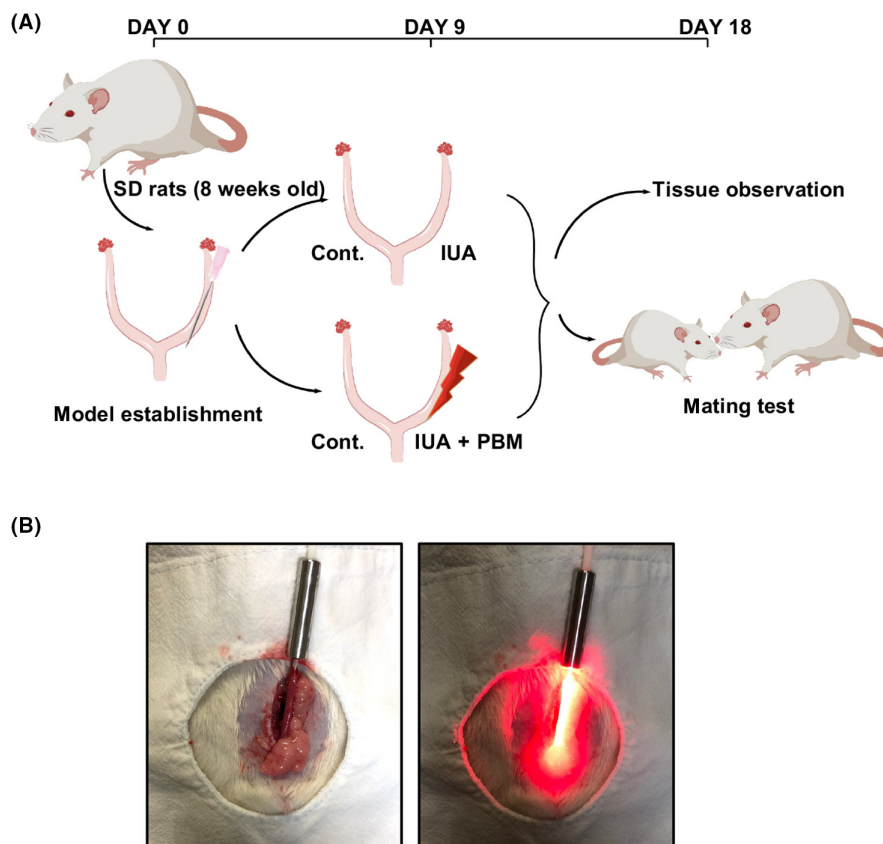 (A)
DAY 0 DAY 9 DAY 18
SD rats (8 weeks old)
Tissue observation
Cont. IUA
Model establishment
Mating test
Cont. IUA + PBM
(B)